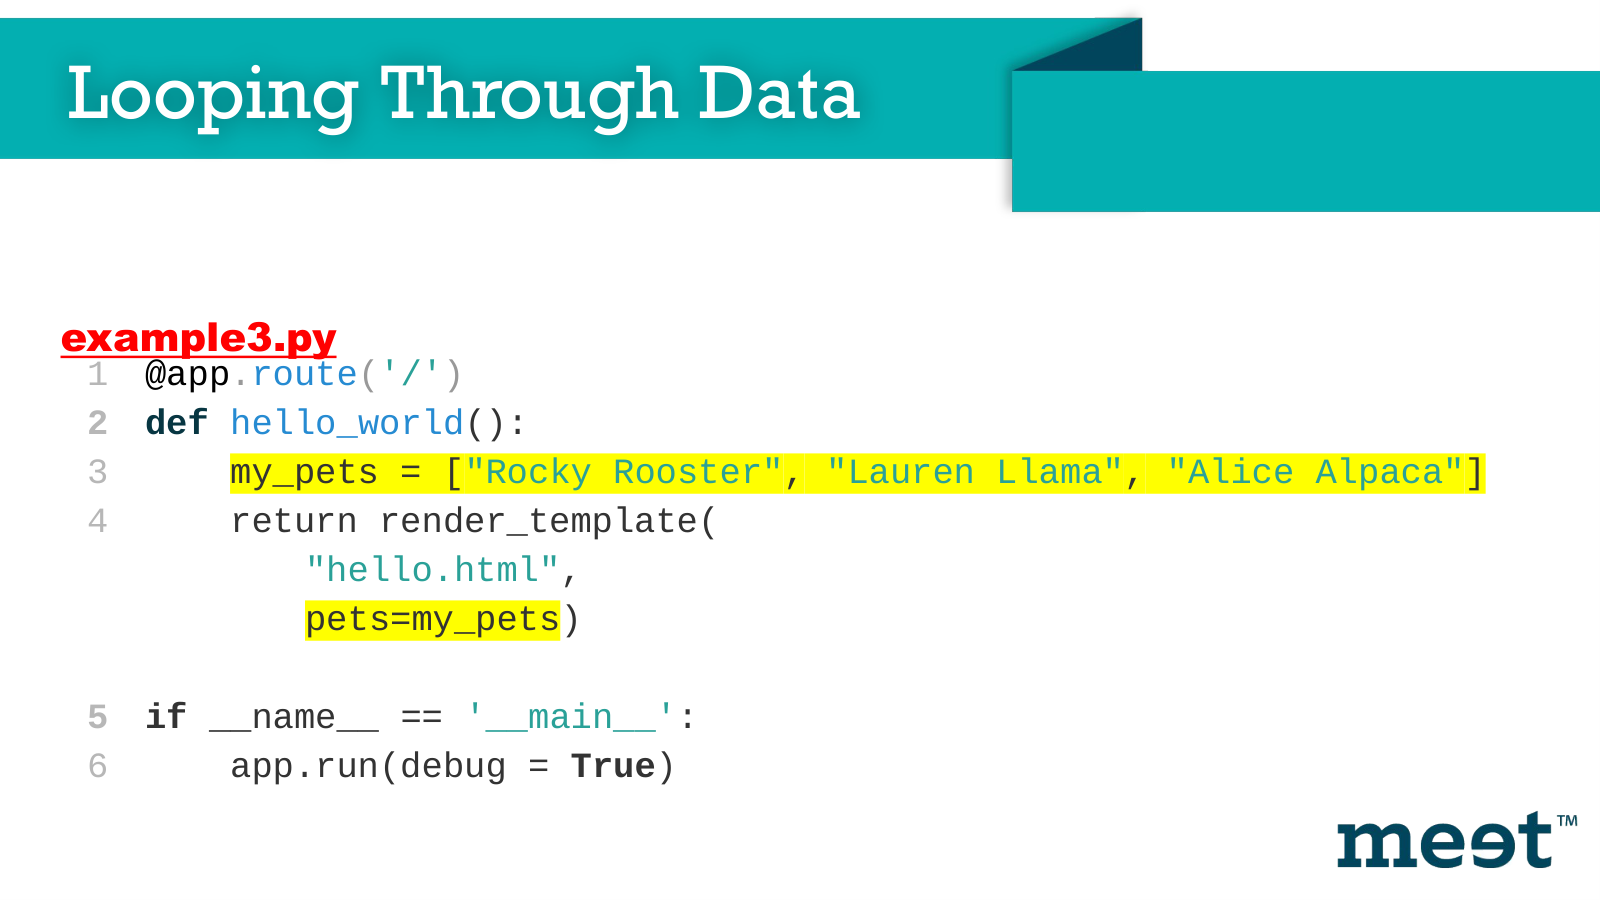 Looping Through Data
example3.py
1 @app.route('/')
2 def hello_world():
3 my_pets = ["Rocky Rooster", "Lauren Llama", "Alice Alpaca"]
4 return render_template(
"hello.html",
pets=my_pets)
5 if __name__ == '__main__':
6 app.run(debug = True)
meet™